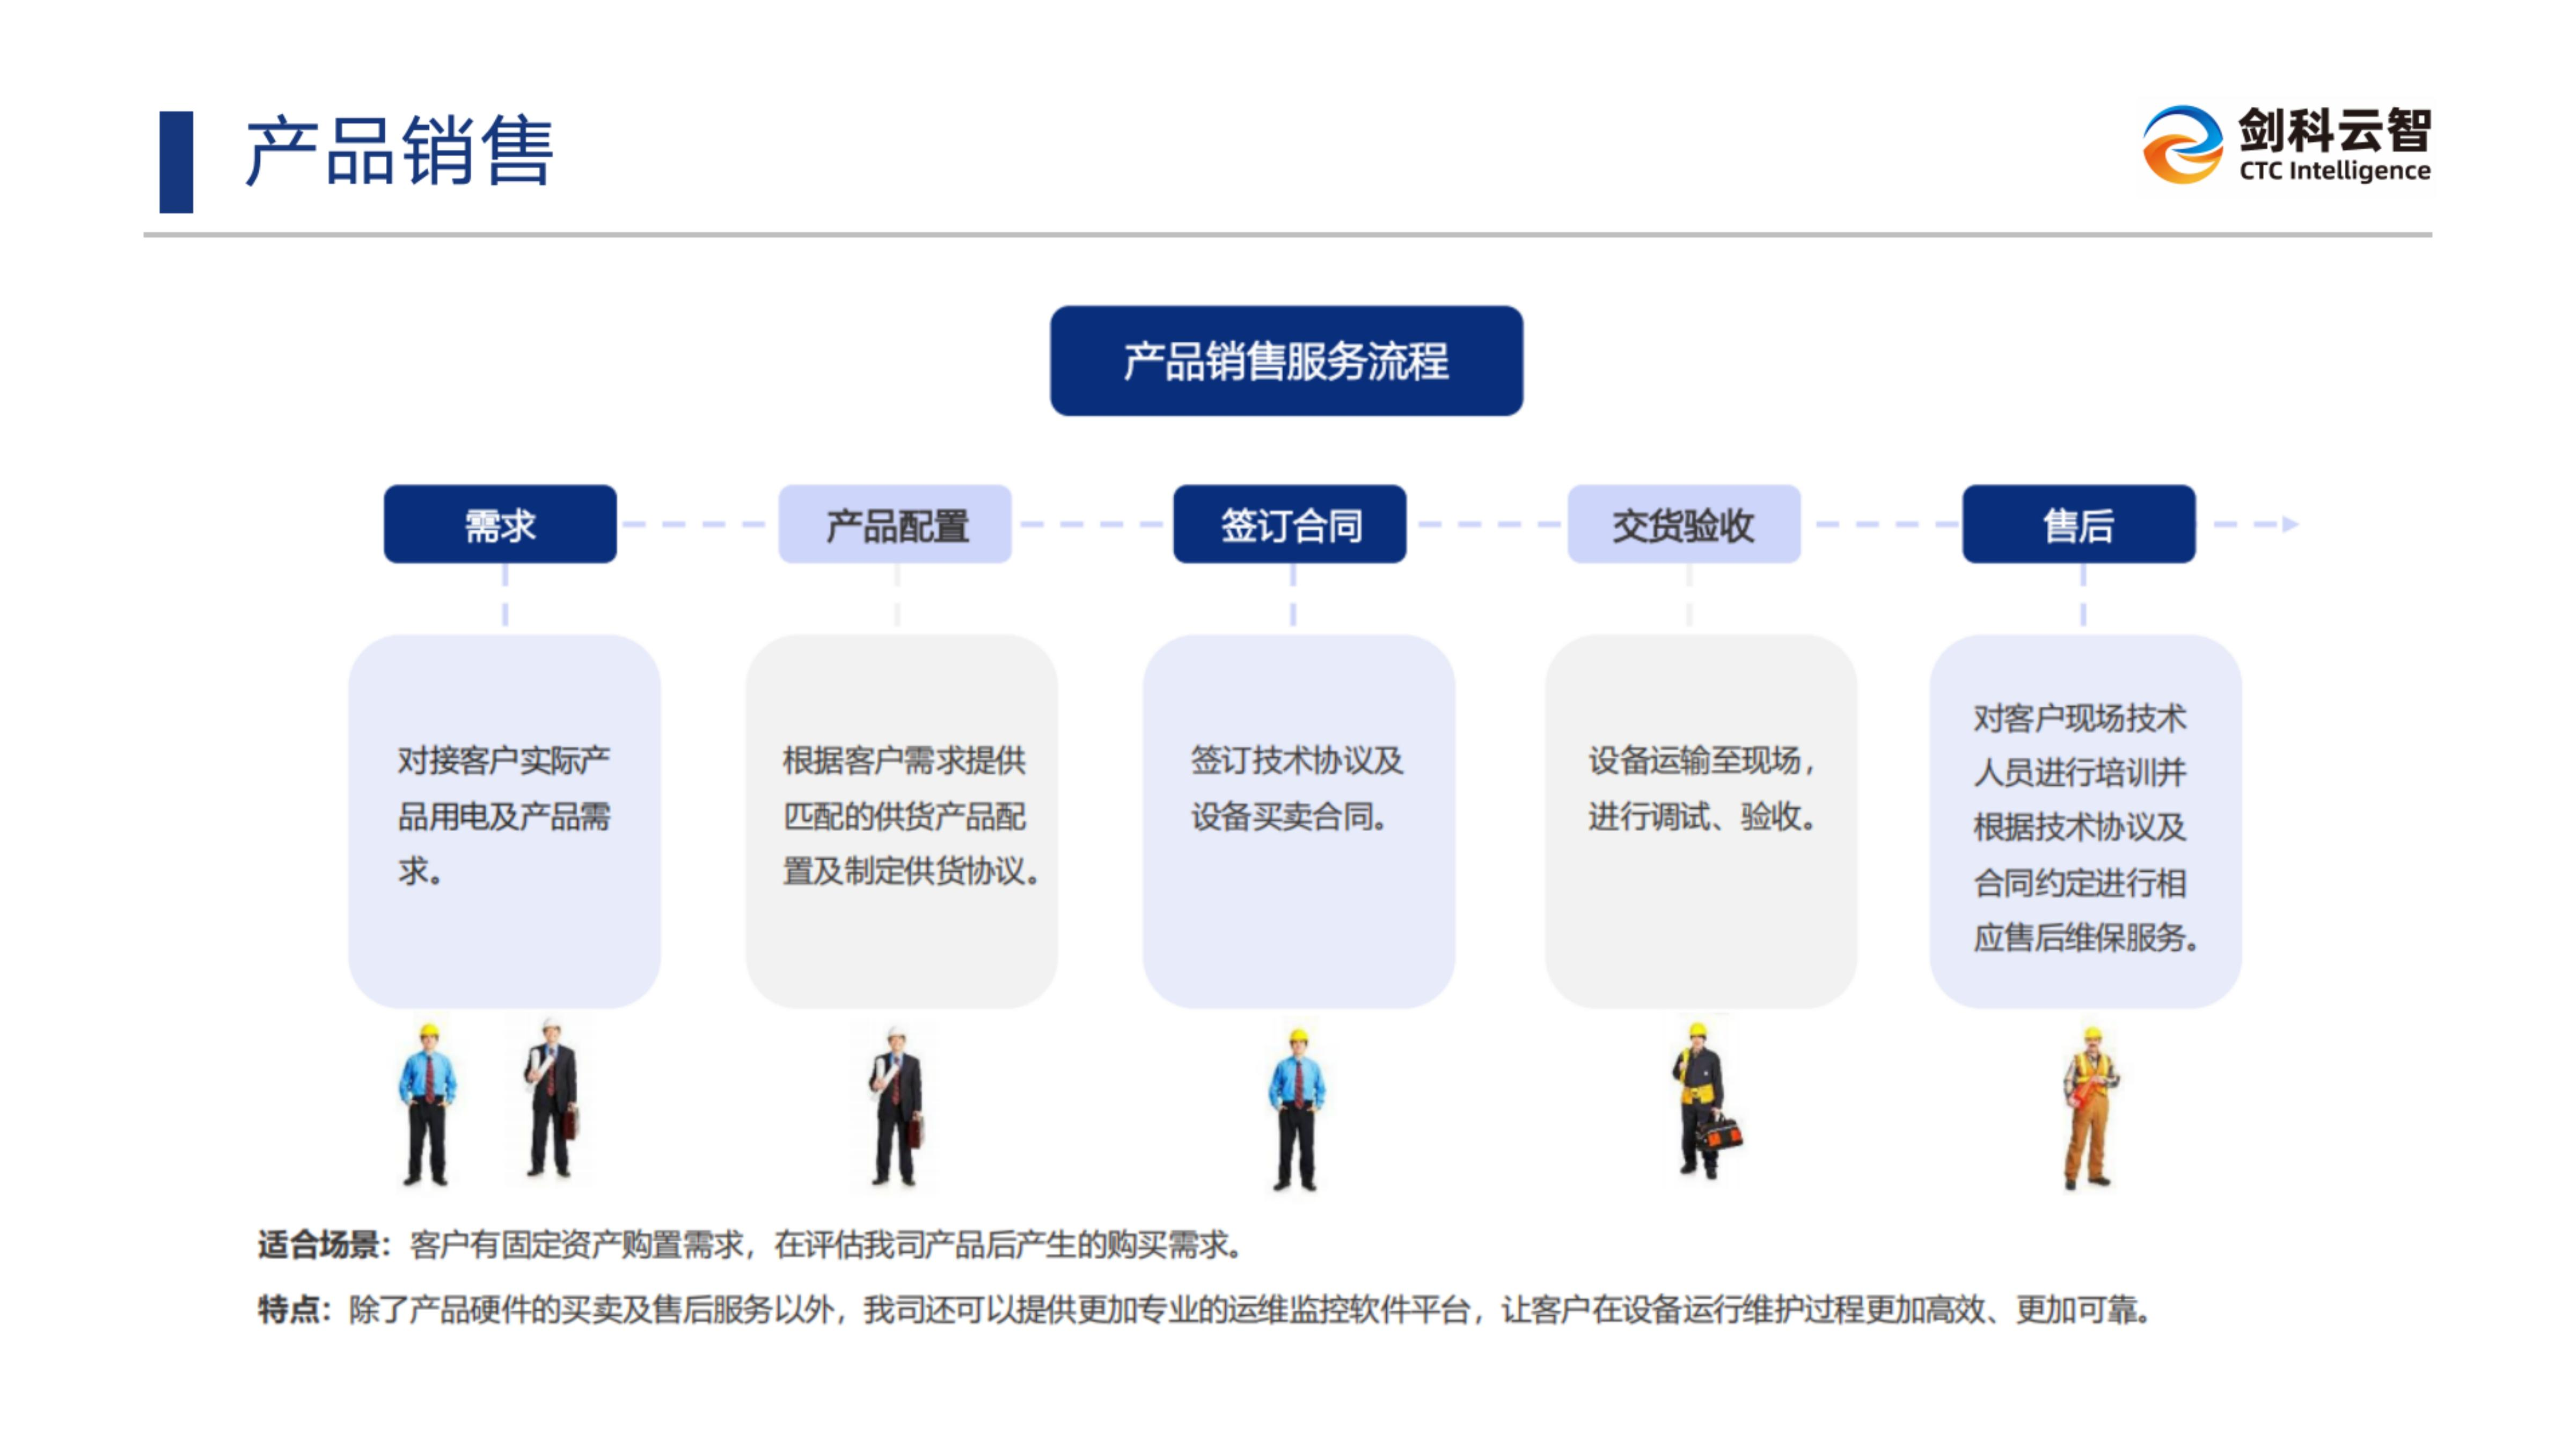 产品销售
剑科云智
CTC Intelligence
产品销售服务流程
需求
产品配置
签订合同
交货验收
售后
对接客户实际产
品用电及产品需
求。
根据客户需求提供
匹配的供货产品配
置及制定供货协议。
签订技术协议及
设备买卖合同。
设备运输至现场，
进行调试、验收。
对客户现场技术
人员进行培训并
根据技术协议及
合同约定进行相
应售后维保服务。
适合场景：客户有固定资产购置需求，在评估我司产品后产生的购买需求。
特点：除了产品硬件的买卖及售后服务以外，我司还可以提供更加专业的运维监控软件平台，让客户在设备运行维护过程更加高效、更加可靠。